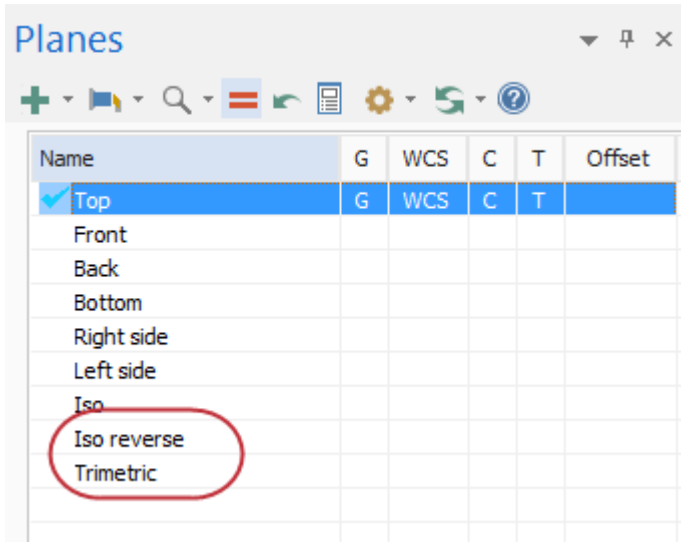 Planes
Name G WCS C T Offset
Top G WCS C T
Front
Back
Bottom
Right side
Left side
Iso
Iso reverse
Trimetric